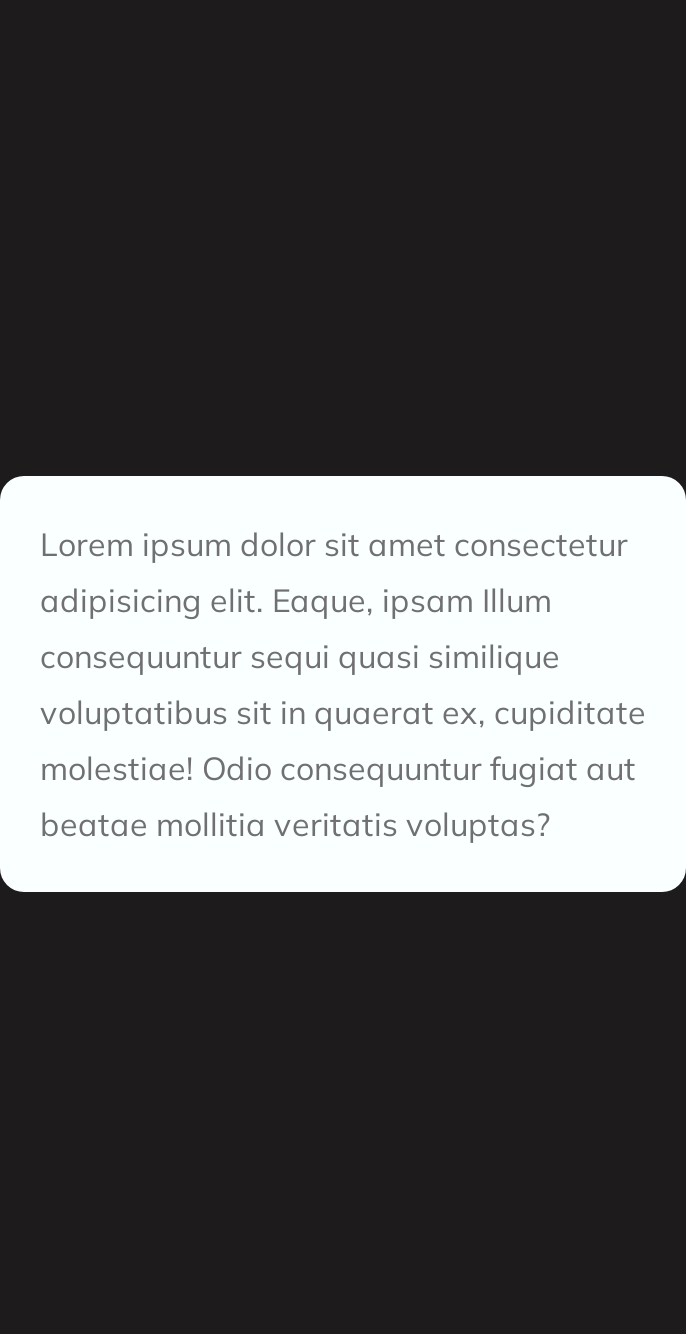 Lorem ipsum dolor sit amet consectetur
adipisicing elit. Eaque, ipsam Illum
consequuntur sequi quasi similique
voluptatibus sit in quaerat ex, cupiditate
molestiae! Odio consequuntur fugiat aut
beatae mollitia veritatis voluptas?